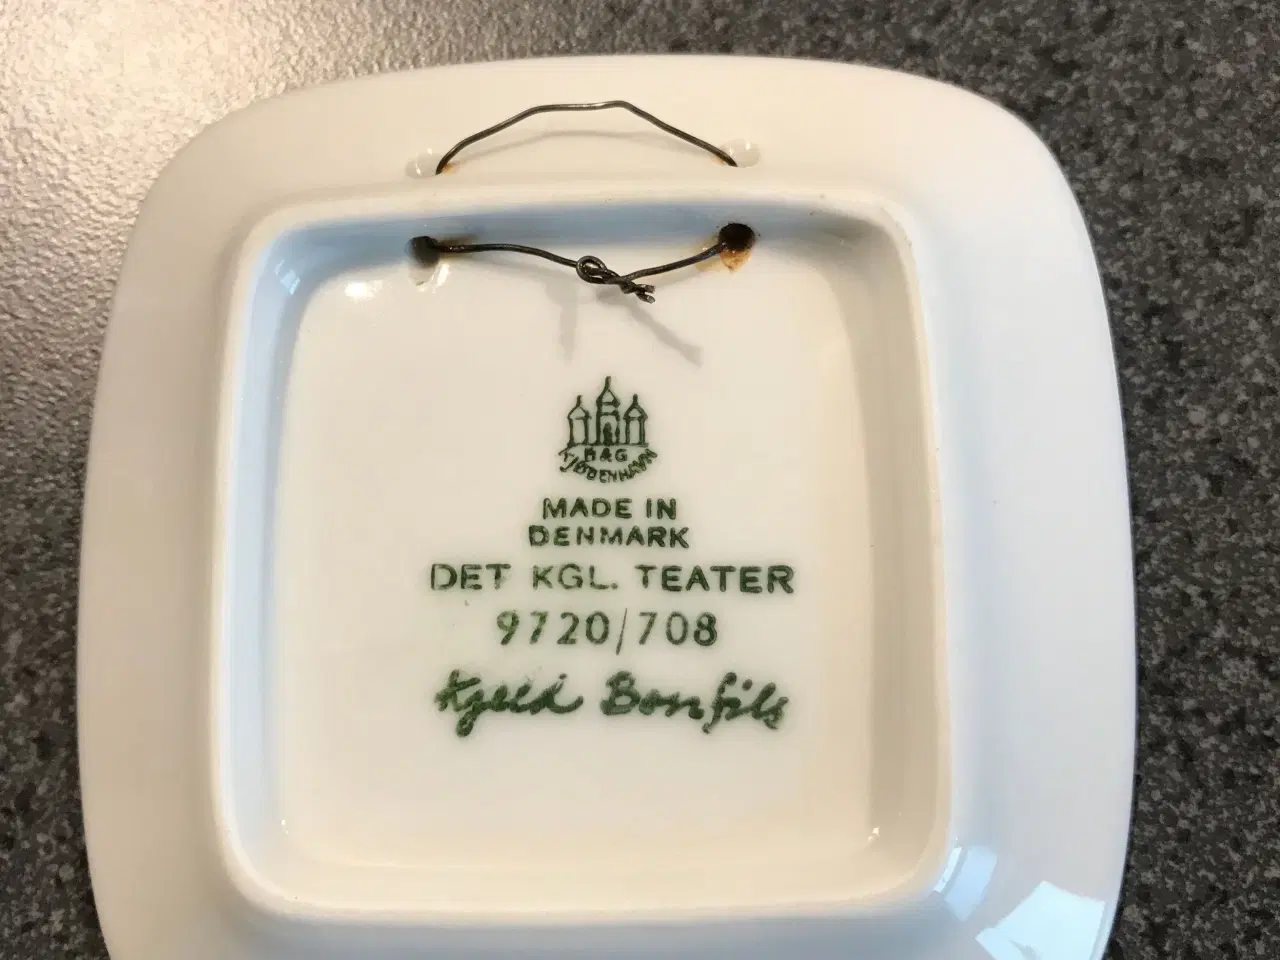 B&G
KJØBENHAVN
MADE IN
DENMARK
DET KGL. TEATER
9720/708
Kjeld Bonfils